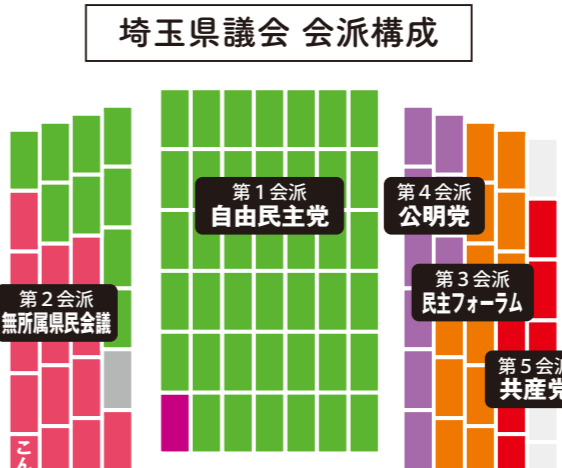 埼玉県議会 会派構成
第1会派
自由民主党
第4会派
公明党
第3会派
民主フォーラム
第2会派
無所属県民会議
第5会派
共産党
こん